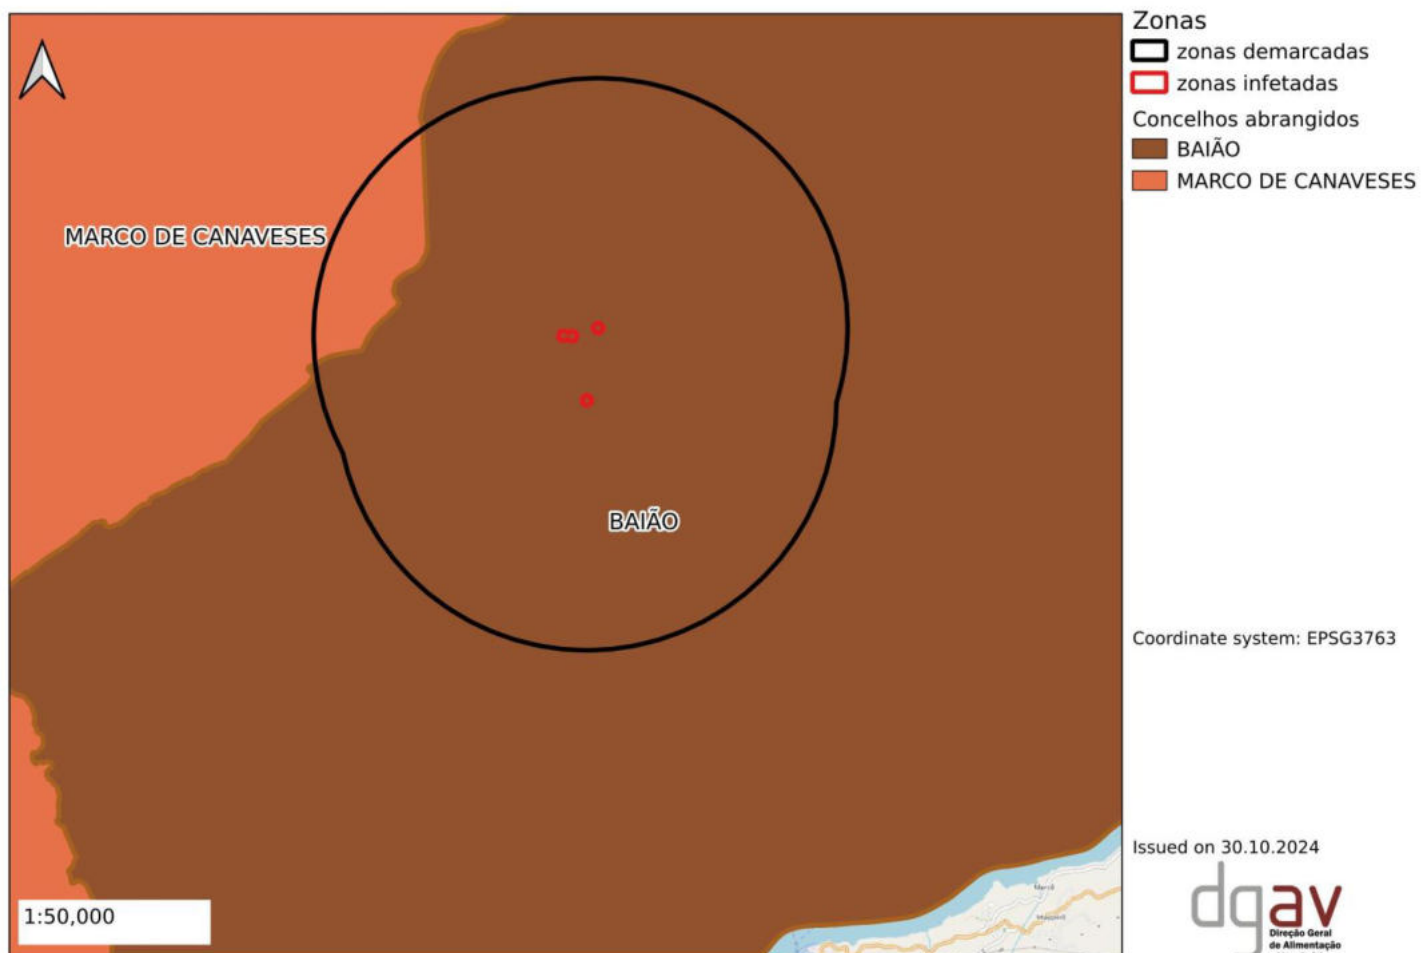 Zonas
zonas demarcadas
zonas infetadas
Concelhos abrangidos
BAIÃO
MARCO DE CANAVESES
MARCO DE CANAVESES
BAIÃO
Coordinate system: EPSG3763
Issued on 30.10.2024
dgav
Direção Geral
de Alimentação
1:50,000